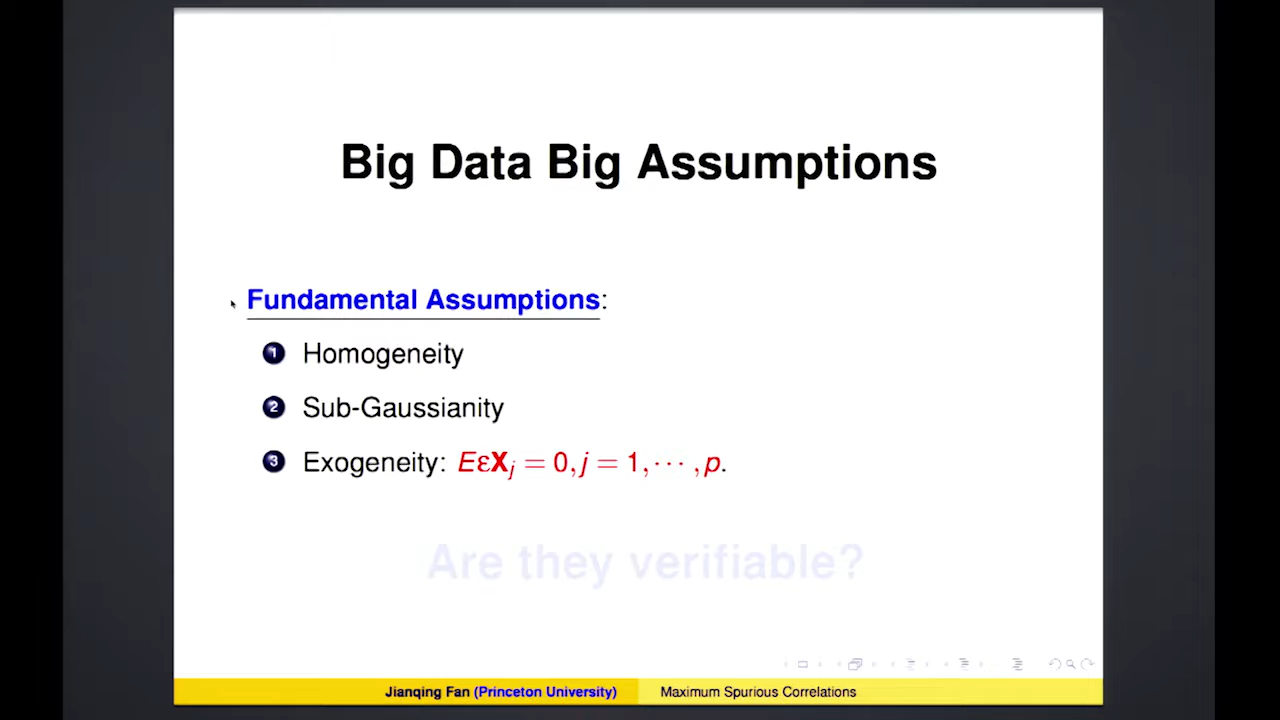 Big Data Big Assumptions
Fundamental Assumptions:
1 Homogeneity
2 Sub-Gaussianity
3 Exogeneity: EεX_j = 0, j = 1, ⋯ , p.
Are they verifiable?
Jianqing Fan (Princeton University) Maximum Spurious Correlations